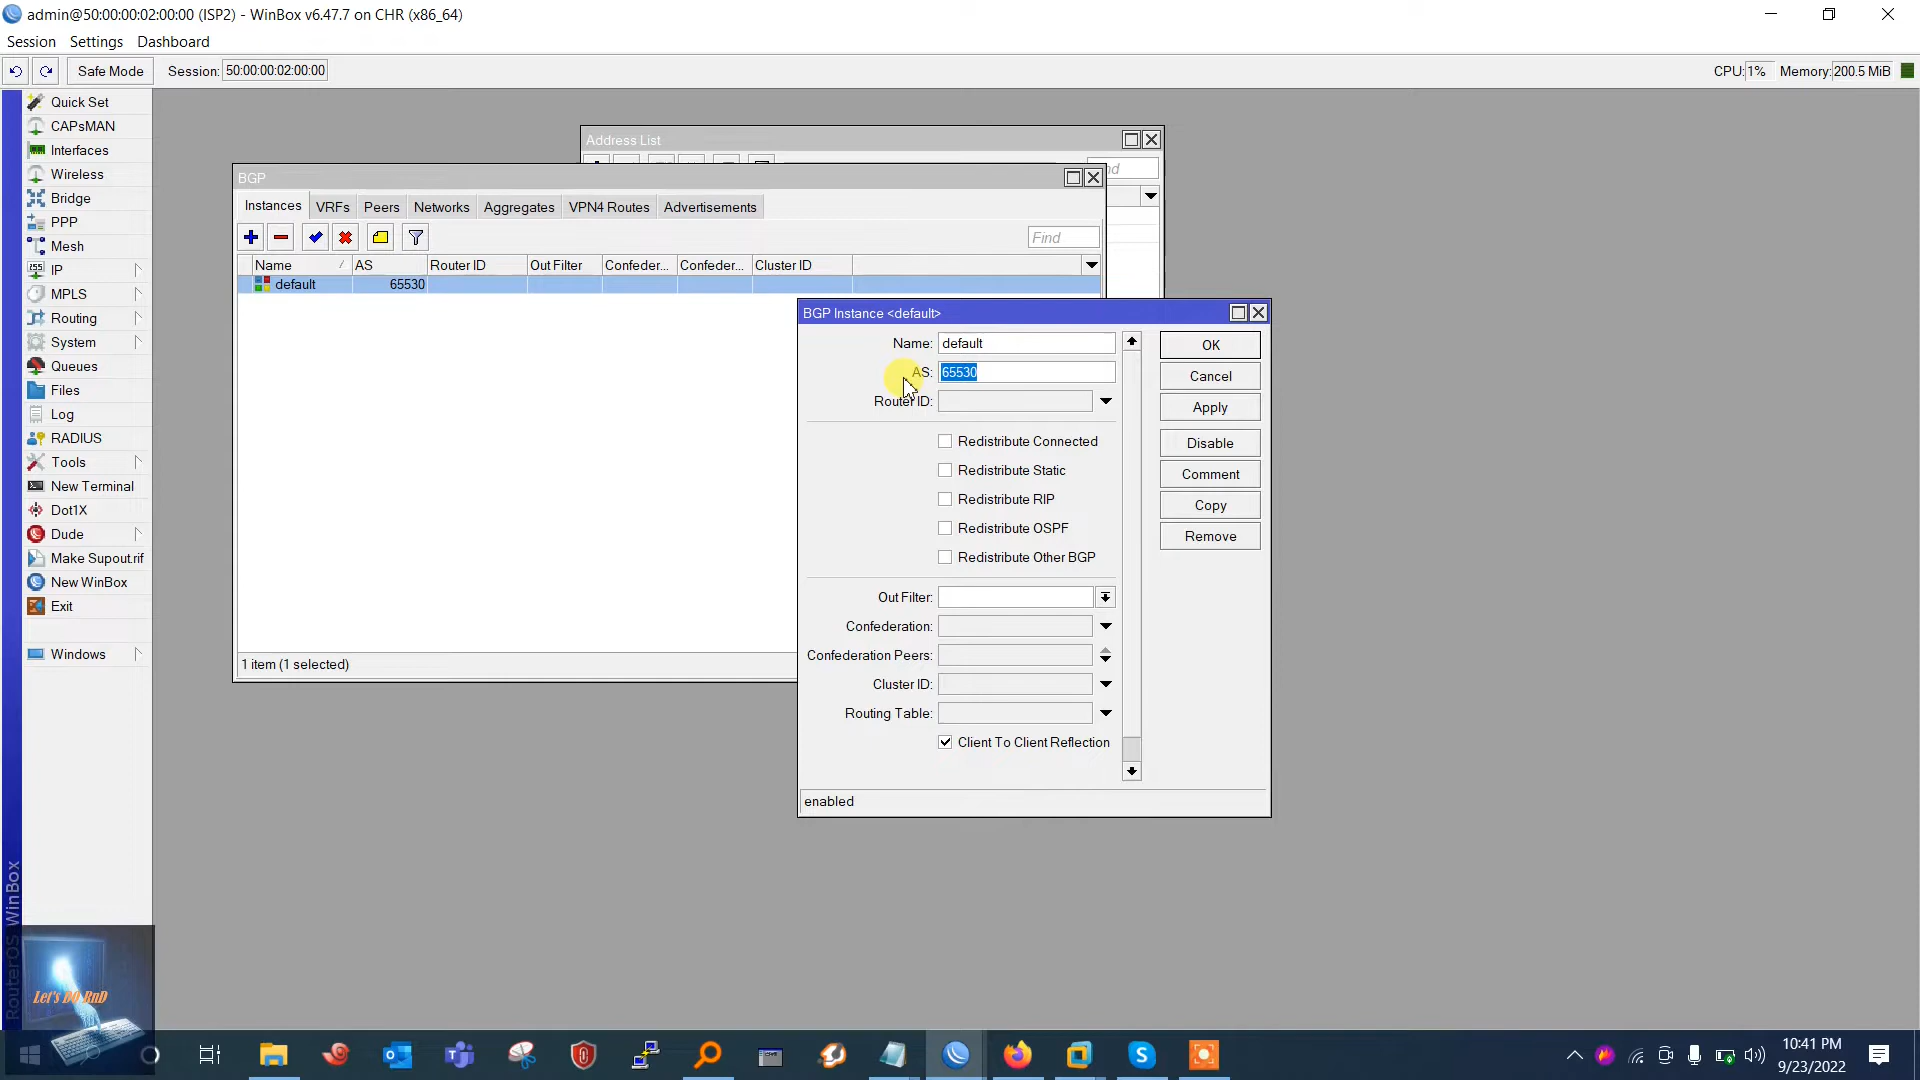 admin@50:00:00:02:00:00 (ISP2) - WinBox v6.47.7 on CHR (x86_64)
Session Settings Dashboard
Safe Mode Session: 50:00:00:02:00:00 CPU: 1% Memory: 200.5 MiB
Quick Set
CAPsMAN
Interfaces
Wireless
Bridge
PPP
Mesh
IP
MPLS
Routing
System
Queues
Files
Log
RADIUS
Tools
New Terminal
Dot1X
Dude
Make Supout.rif
New WinBox
Exit
Windows
RouterOS WinBox
Let's DO RnD
Address List
BGP
Instances VRFs Peers Networks Aggregates VPN4 Routes Advertisements
Find
Name AS Router ID Out Filter Confeder... Confeder... Cluster ID
default 65530
1 item (1 selected)
BGP Instance <default>
Name: default
AS: 65530
Router ID:
Redistribute Connected
Redistribute Static
Redistribute RIP
Redistribute OSPF
Redistribute Other BGP
Out Filter:
Confederation:
Confederation Peers:
Cluster ID:
Routing Table:
Client To Client Reflection
enabled
OK
Cancel
Apply
Disable
Comment
Copy
Remove
10:41 PM
9/23/2022